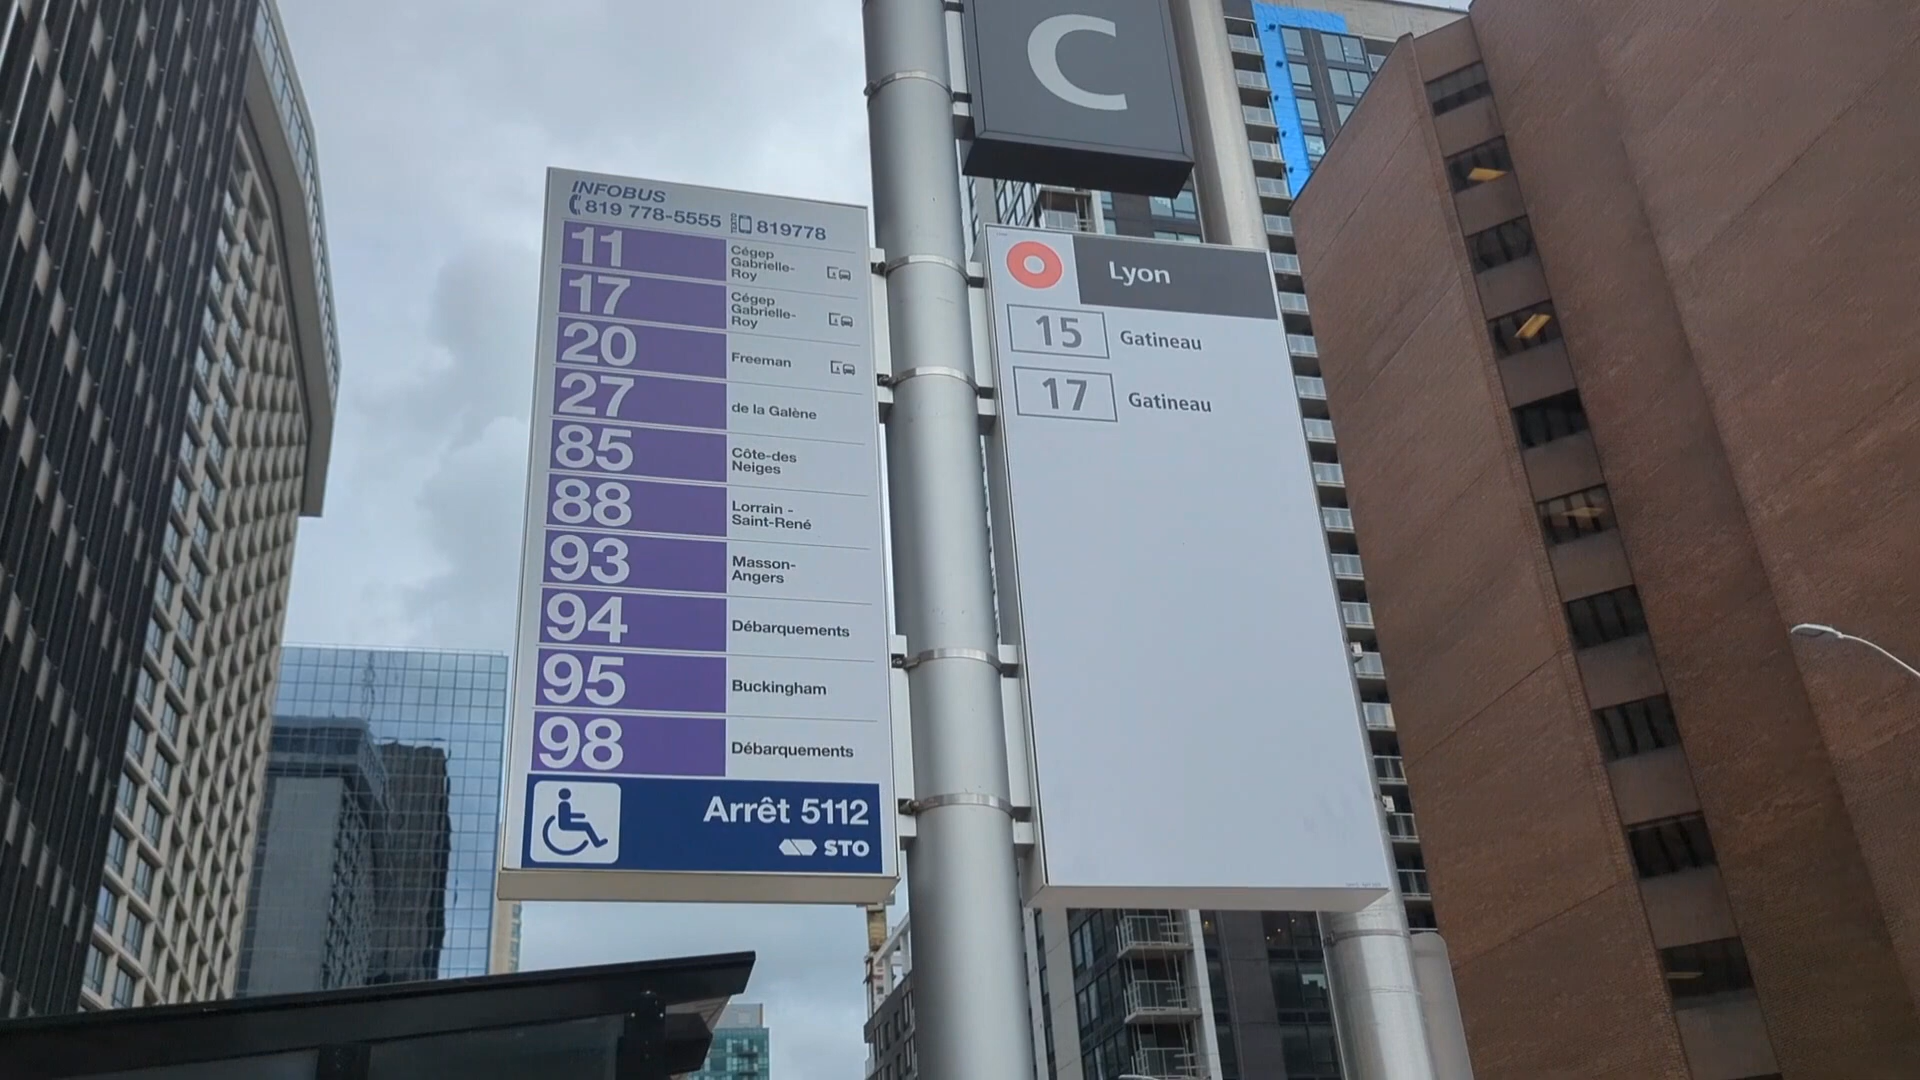 C
INFOBUS
819 778-5555 819778
11 Cégep
Gabrielle-
Roy
17 Cégep
Gabrielle-
Roy
20 Freeman
27 de la Galène
85 Côte-des
Neiges
88 Lorrain -
Saint-René
93 Masson-
Angers
94 Débarquements
95 Buckingham
98 Débarquements
Arrêt 5112
STO
Lyon
15 Gatineau
17 Gatineau